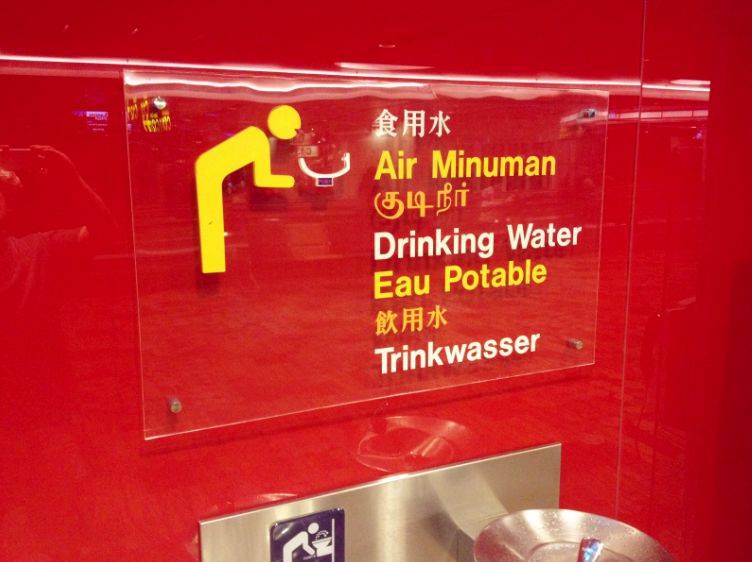 食用水
Air Minuman
குடிநீர்
Drinking Water
Eau Potable
飲用水
Trinkwasser